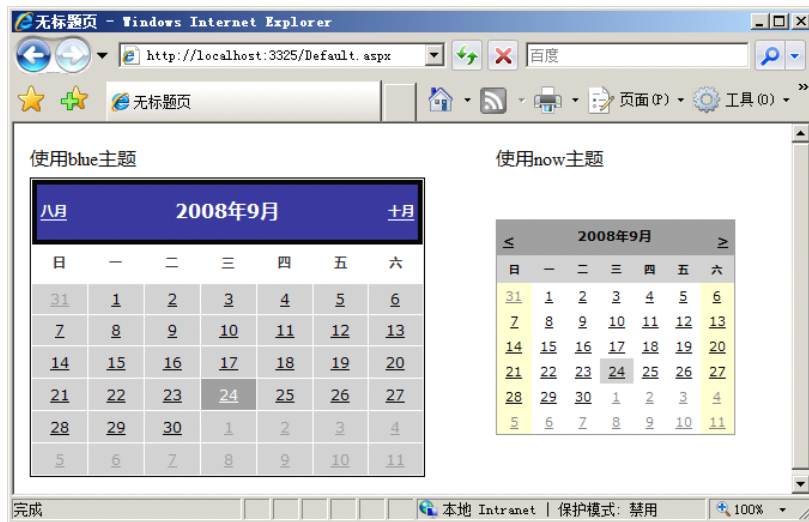 无标题页 - Windows Internet Explorer
http://localhost:3325/Default.aspx 百度
无标题页 页面(P) 工具(O) »
使用blue主题 使用now主题
八月 2008年9月 十月
日 一 二 三 四 五 六
31 1 2 3 4 5 6
7 8 9 10 11 12 13
14 15 16 17 18 19 20
21 22 23 24 25 26 27
28 29 30 1 2 3 4
5 6 7 8 9 10 11
< 2008年9月 >
日 一 二 三 四 五 六
31 1 2 3 4 5 6
7 8 9 10 11 12 13
14 15 16 17 18 19 20
21 22 23 24 25 26 27
28 29 30 1 2 3 4
5 6 7 8 9 10 11
完成 本地 Intranet | 保护模式: 禁用 100%